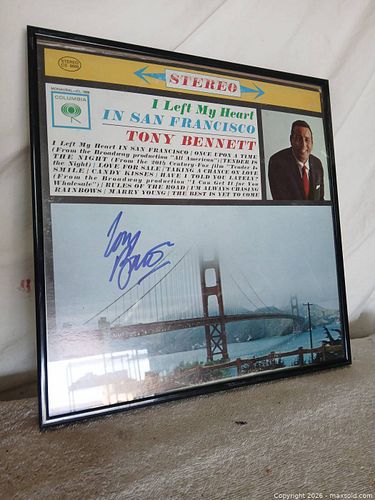 STEREO
STEREO
COLUMBIA
I Left My Heart
IN SAN FRANCISCO
TONY BENNETT
I Left My Heart IN SAN FRANCISCO | ONCE UPON A TIME
(From the Broadway production "All American") | TENDER IS
THE NIGHT (From the 20th Century-Fox film "Tender Is
the Night) | LOVE FOR SALE | TAKING A CHANCE ON LOVE
SMILE | CANDY KISSES | HAVE I TOLD YOU LATELY?
(From the Broadway production "I Can Get It for You
Wholesale") | RULES OF THE ROAD | I'M ALWAYS CHASING
RAINBOWS | MARRY YOUNG | THE BEST IS YET TO COME
Tony
Bennett
Copyright 2026 - maxsold.com